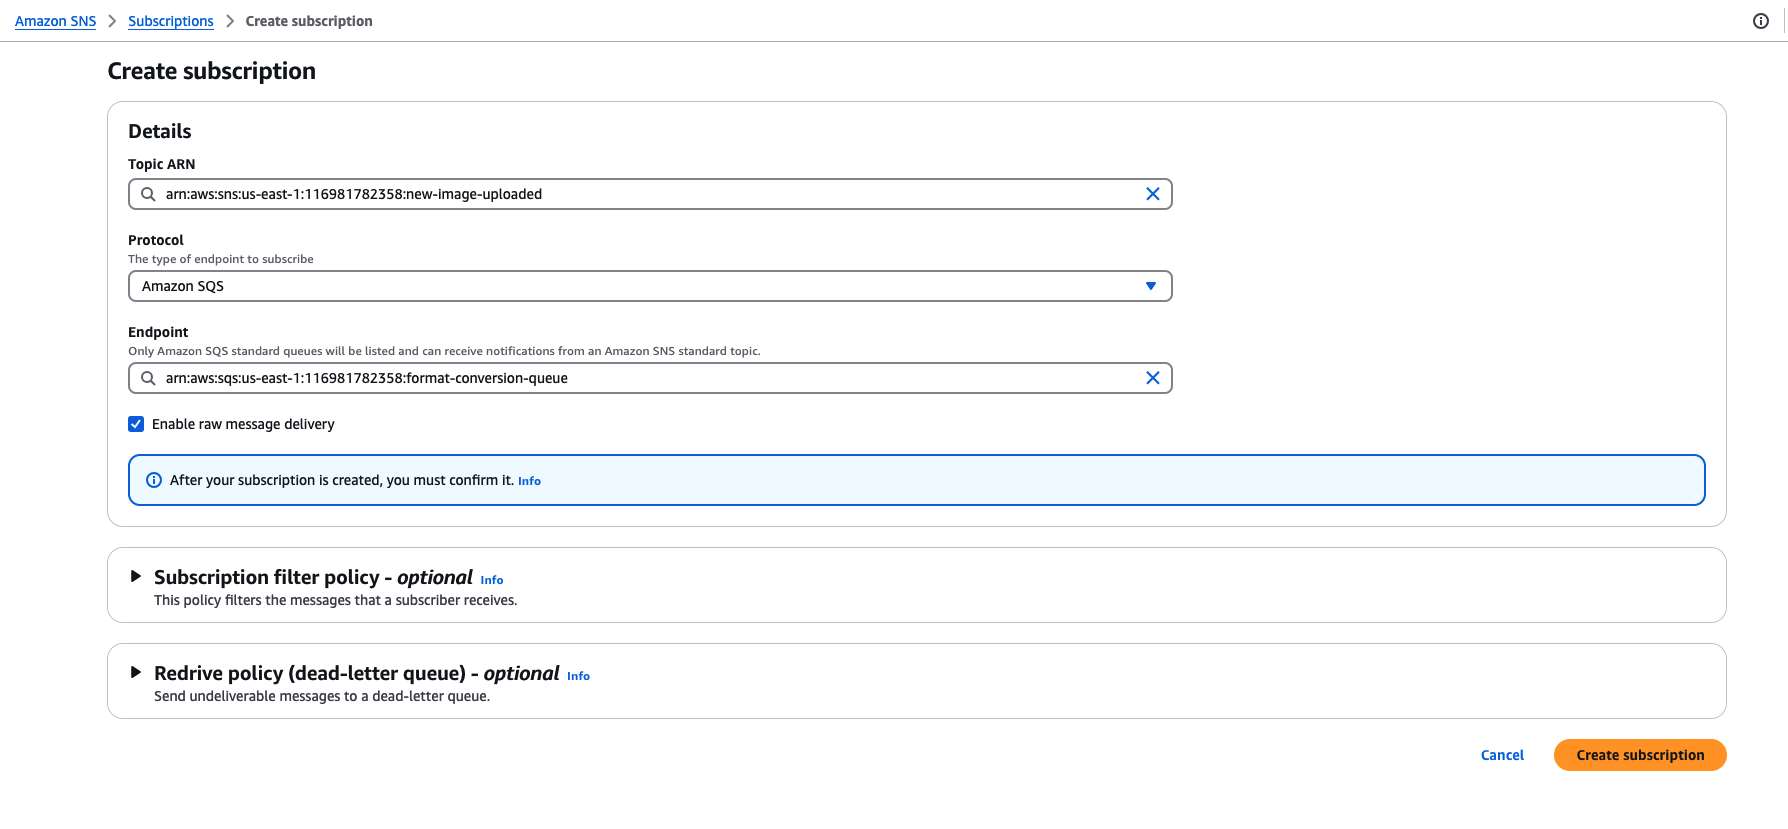 Amazon SNS > Subscriptions > Create subscription
Create subscription
Details
Topic ARN
arn:aws:sns:us-east-1:116981782358:new-image-uploaded
Protocol
The type of endpoint to subscribe
Amazon SQS
Endpoint
Only Amazon SQS standard queues will be listed and can receive notifications from an Amazon SNS standard topic.
arn:aws:sqs:us-east-1:116981782358:format-conversion-queue
Enable raw message delivery
After your subscription is created, you must confirm it. Info
Subscription filter policy - optional Info
This policy filters the messages that a subscriber receives.
Redrive policy (dead-letter queue) - optional Info
Send undeliverable messages to a dead-letter queue.
Cancel Create subscription